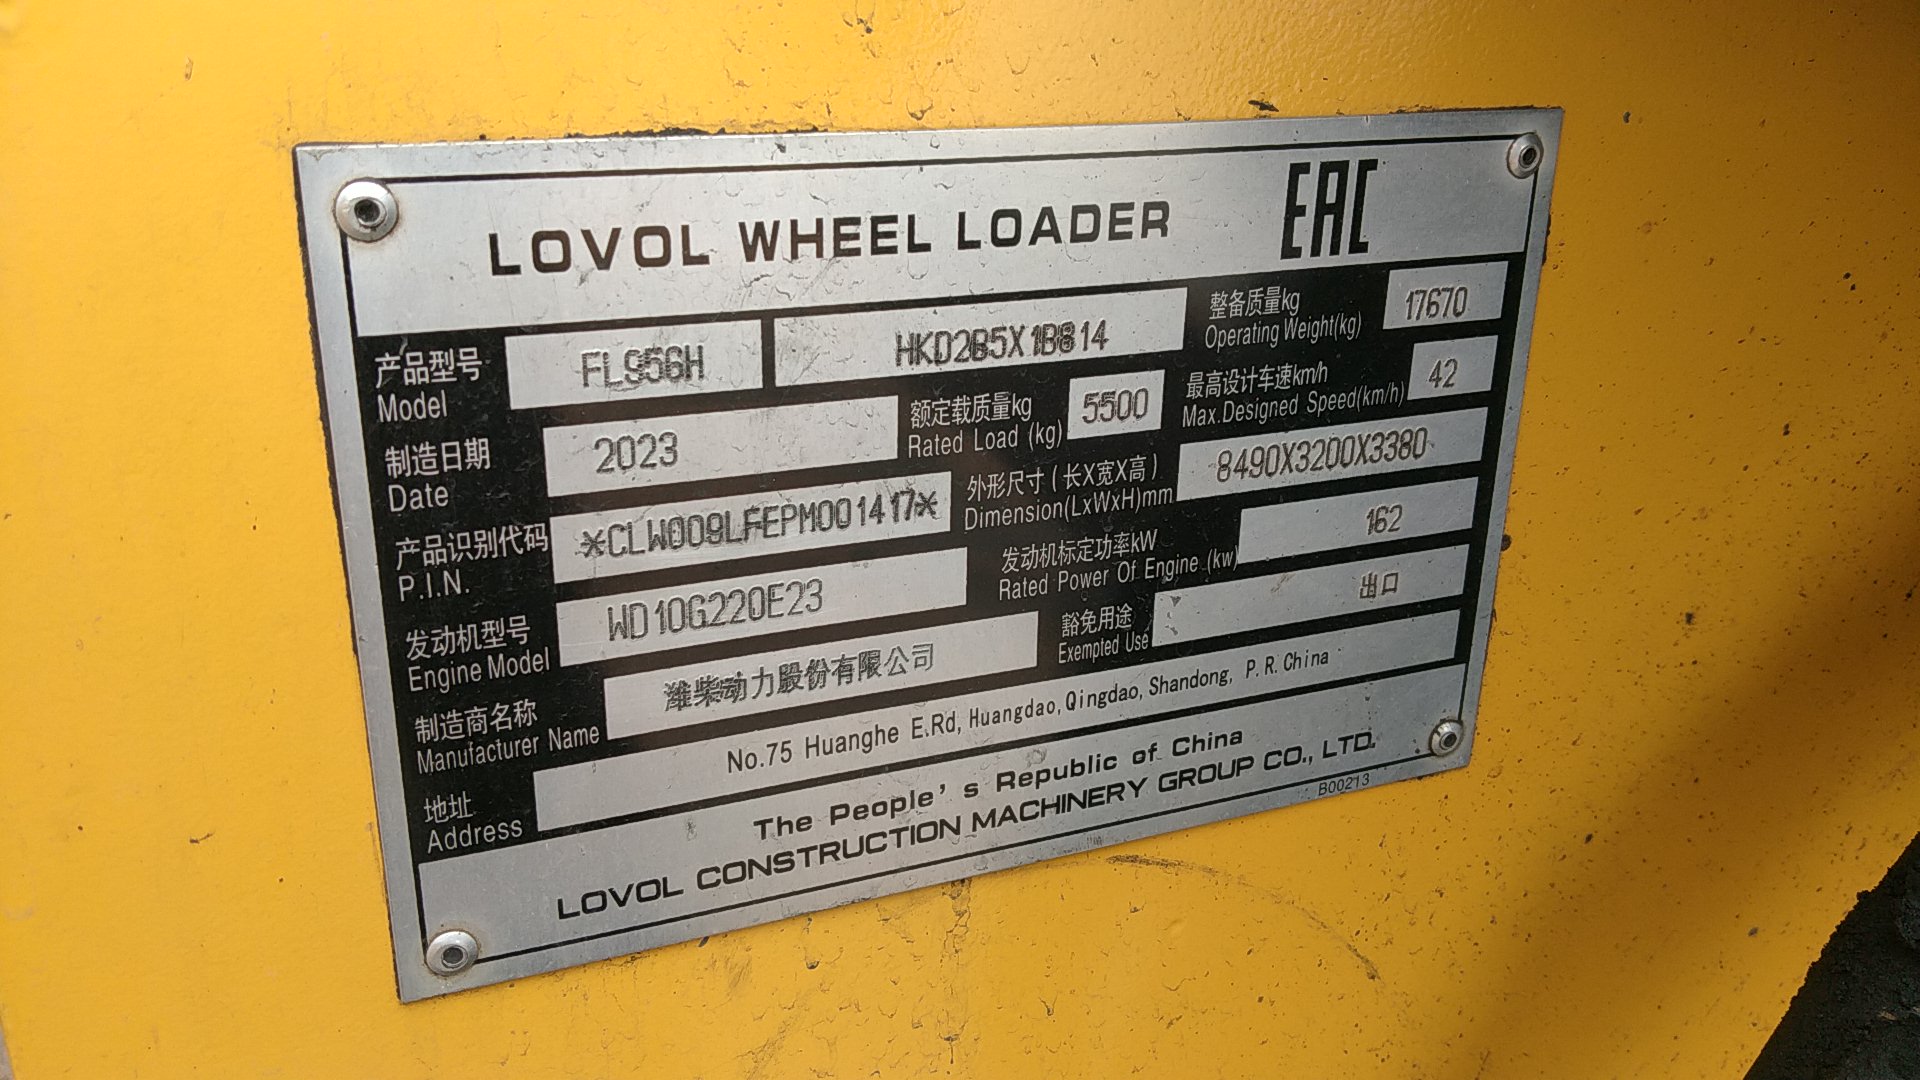 LOVOL WHEEL LOADER EAC
产品型号 Model FL956H HKD2B5X1B814
整备质量kg Operating Weight(kg) 17670
制造日期 Date 2023
额定载质量kg Rated Load (kg) 5500
最高设计车速km/h Max.Designed Speed(km/h) 42
产品识别代码 P.I.N. *CLW009LFEPM001417*
外形尺寸(长X宽X高) Dimension(LxWxH)mm 8490X3200X3380
发动机型号 Engine Model WD10G220E23
发动机标定功率kW Rated Power Of Engine (kw) 162
制造商名称 Manufacturer Name 潍柴动力股份有限公司
豁免用途 Exempted Use 出口
地址 Address No.75 Huanghe E.Rd, Huangdao, Qingdao, Shandong, P.R.China
The People's Republic of China
LOVOL CONSTRUCTION MACHINERY GROUP CO., LTD.
B00213